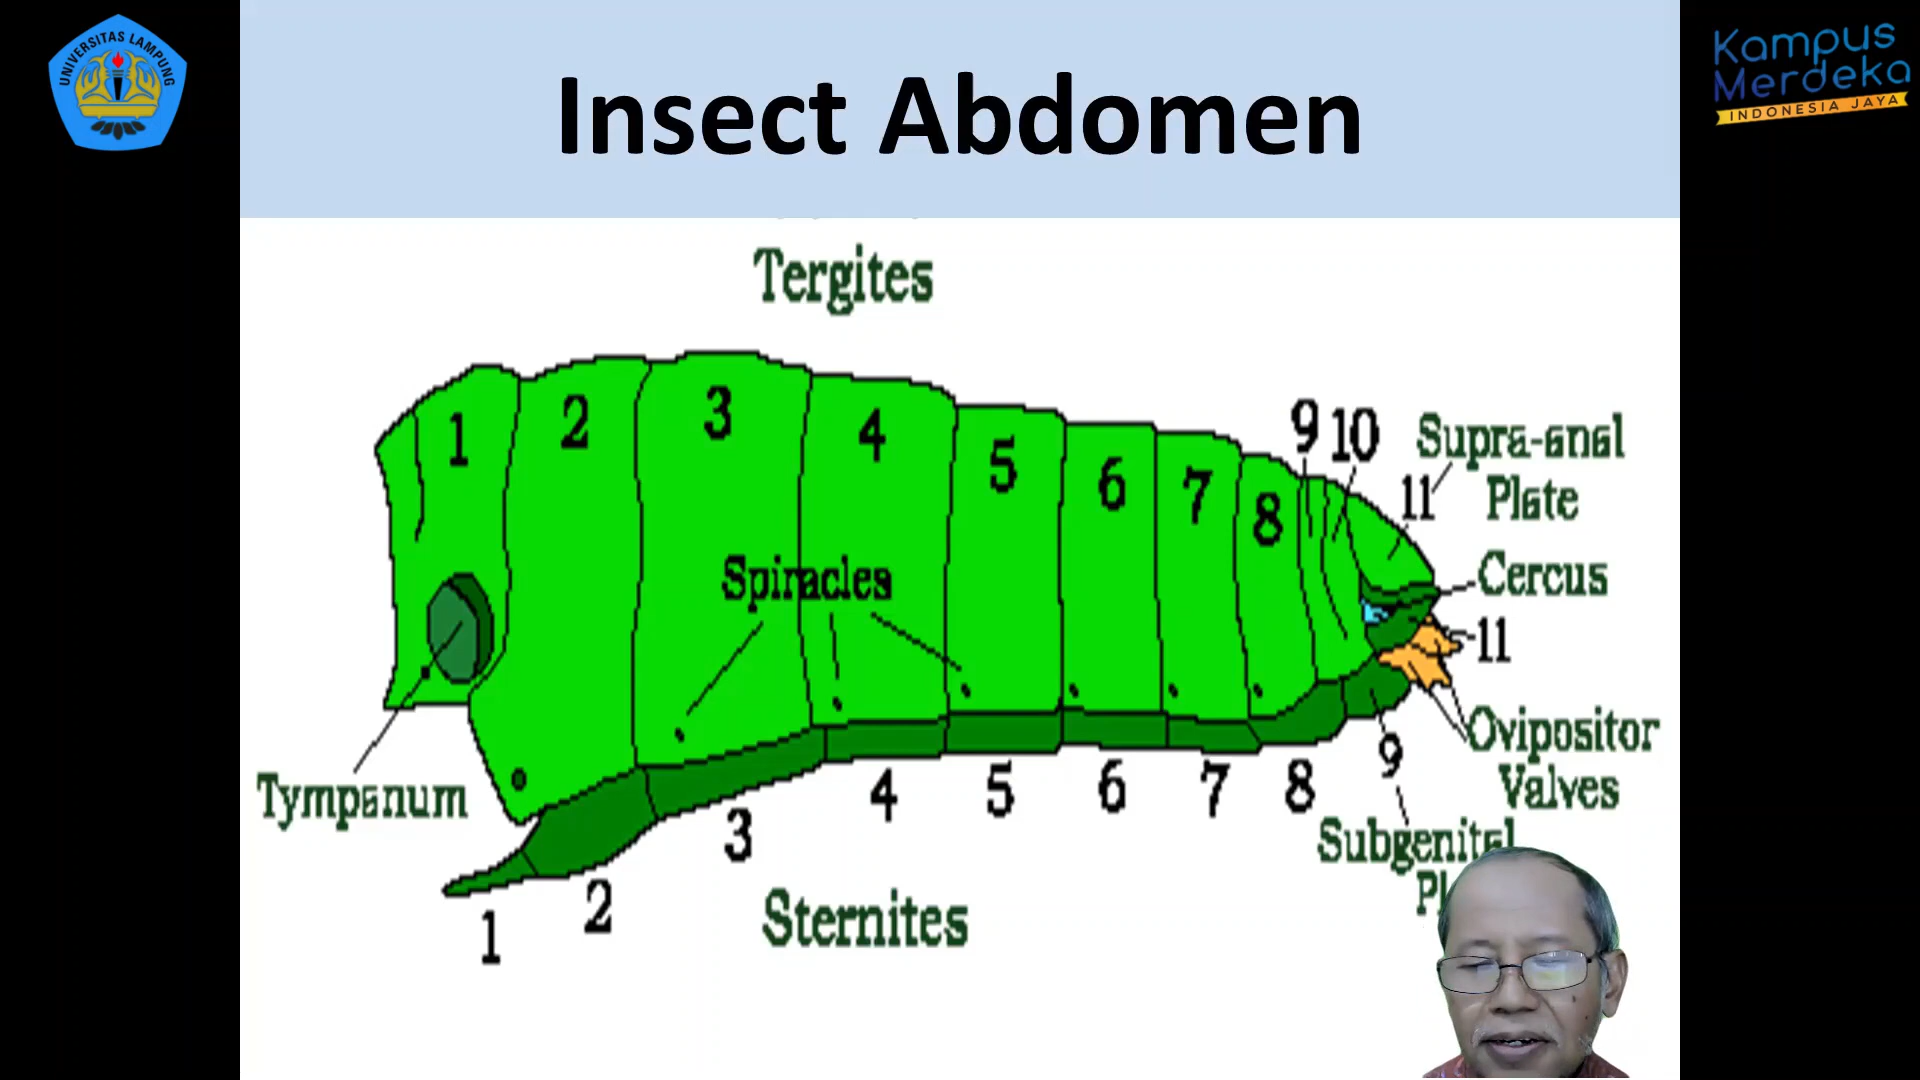 UNIVERSITAS LAMPUNG
Kampus
Merdeka
INDONESIA JAYA
Insect Abdomen
Tergites
1 2 3 4 5 6 7 8 9 10
Supra-anal
Plate
11
Spiracles
Cercus
11
Tympanum
Ovipositor
Valves
1 2 3 4 5 6 7 8 9
Subgenital
Sternites